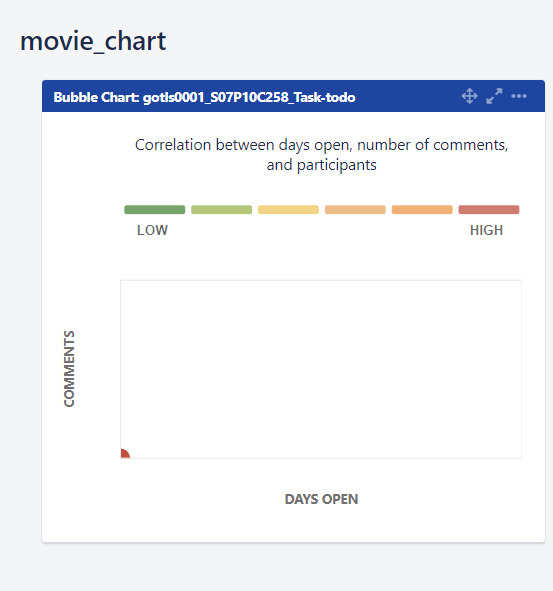 movie_chart
Bubble Chart: gotls0001_S07P10C258_Task-todo
Correlation between days open, number of comments,
and participants
LOW
HIGH
COMMENTS
DAYS OPEN